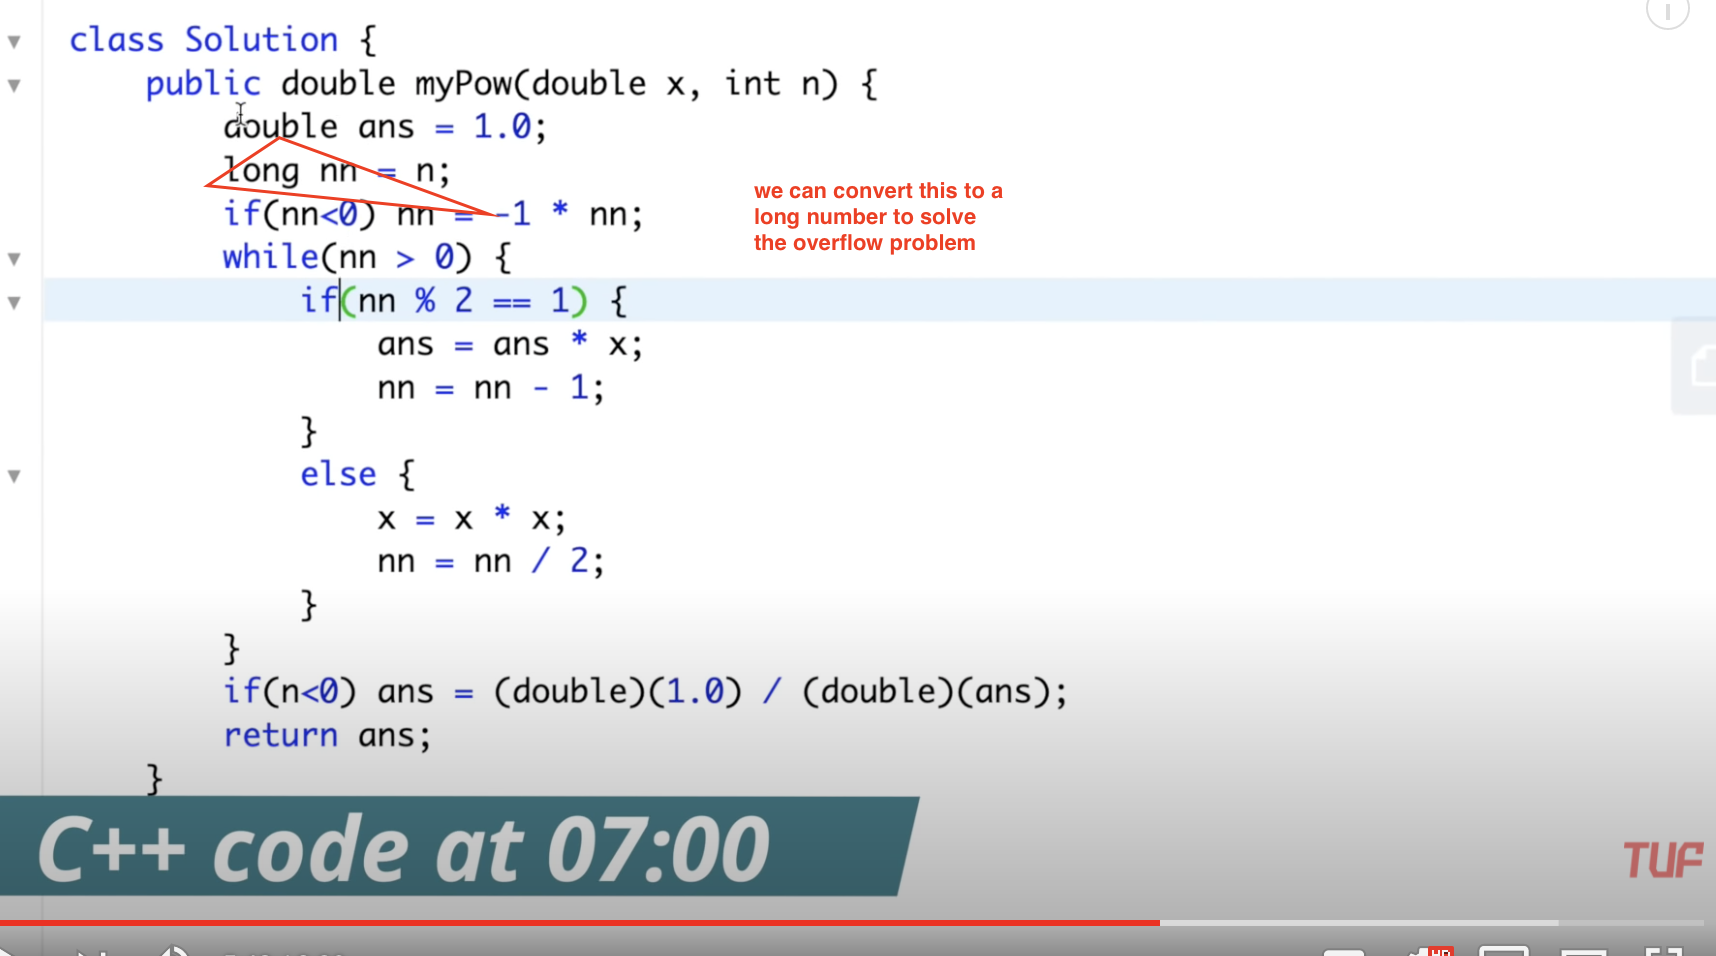 class Solution {
public double myPow(double x, int n) {
double ans = 1.0;
long nn = n;
if(nn<0) nn = -1 * nn;
we can convert this to a
long number to solve
the overflow problem
while(nn > 0) {
if(nn % 2 == 1) {
ans = ans * x;
nn = nn - 1;
}
else {
x = x * x;
nn = nn / 2;
}
}
if(n<0) ans = (double)(1.0) / (double)(ans);
return ans;
}
C++ code at 07:00
TUF